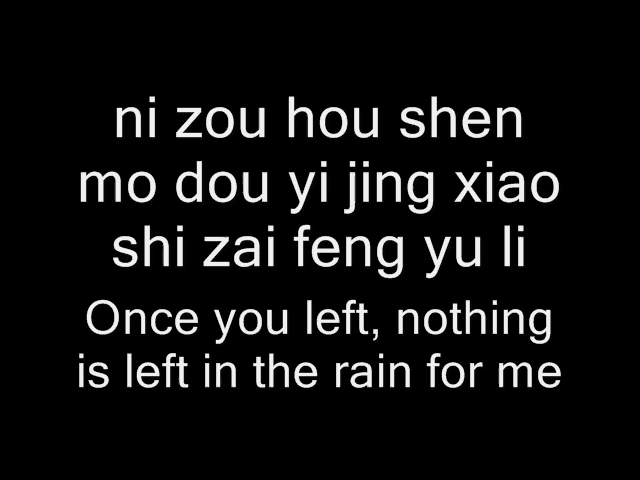 ni zou hou shen
mo dou yi jing xiao
shi zai feng yu li
Once you left, nothing
is left in the rain for me